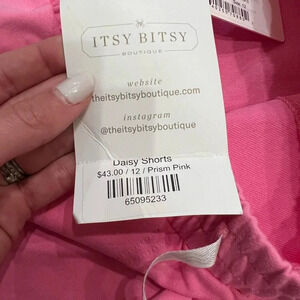 ITSY BITSY
BOUTIQUE
website
theitsybitsyboutique.com
instagram
@theitsybitsyboutique
Daisy Shorts
$43.00 / 12 / Prism Pink
65095233